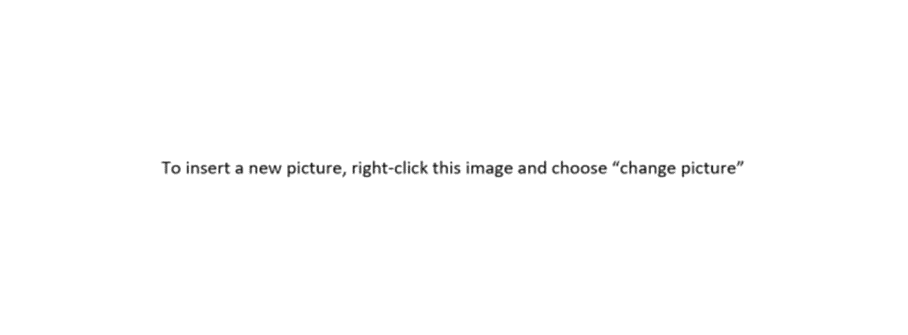 To insert a new picture, right-click this image and choose “change picture”